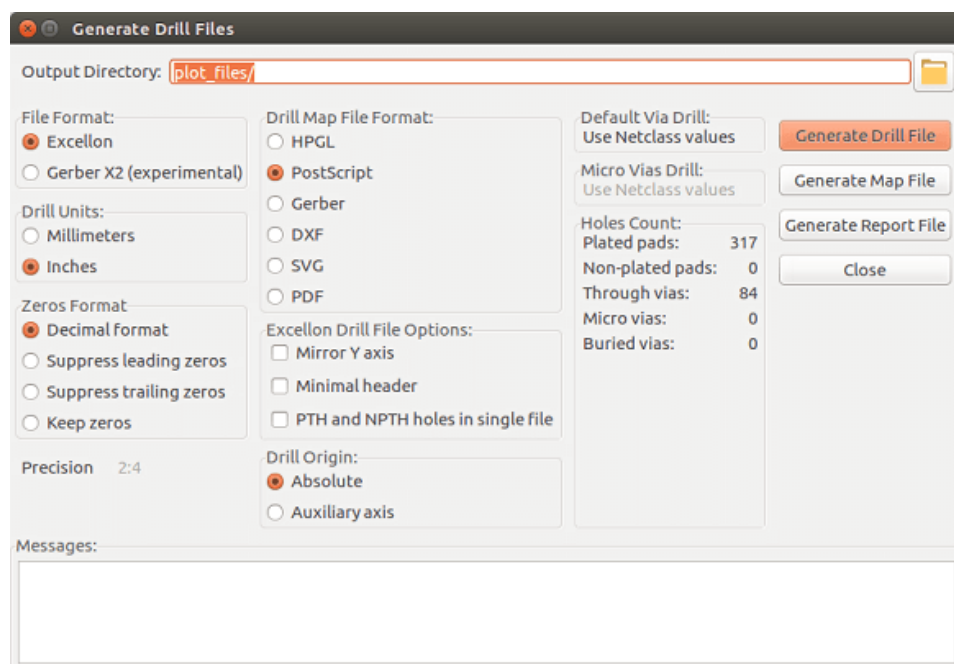 Generate Drill Files
Output Directory: plot_files/
File Format:
Excellon
Gerber X2 (experimental)
Drill Units:
Millimeters
Inches
Zeros Format
Decimal format
Suppress leading zeros
Suppress trailing zeros
Keep zeros
Precision 2:4
Drill Map File Format:
HPGL
PostScript
Gerber
DXF
SVG
PDF
Excellon Drill File Options:
Mirror Y axis
Minimal header
PTH and NPTH holes in single file
Drill Origin:
Absolute
Auxiliary axis
Default Via Drill:
Use Netclass values
Micro Vias Drill:
Use Netclass values
Holes Count:
Plated pads: 317
Non-plated pads: 0
Through vias: 84
Micro vias: 0
Buried vias: 0
Generate Drill File
Generate Map File
Generate Report File
Close
Messages: